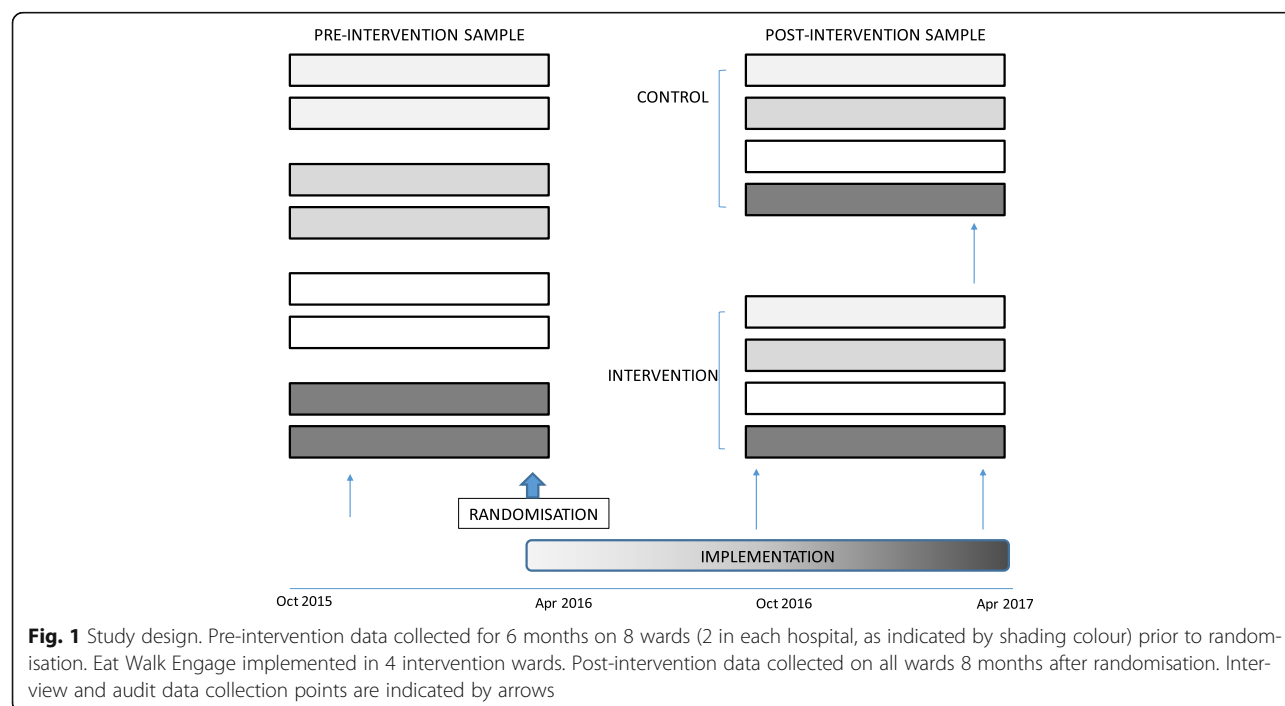 PRE-INTERVENTION SAMPLE
POST-INTERVENTION SAMPLE
CONTROL
INTERVENTION
RANDOMISATION
IMPLEMENTATION
Oct 2015
Apr 2016
Oct 2016
Apr 2017
Fig. 1 Study design. Pre-intervention data collected for 6 months on 8 wards (2 in each hospital, as indicated by shading colour) prior to random-
isation. Eat Walk Engage implemented in 4 intervention wards. Post-intervention data collected on all wards 8 months after randomisation. Inter-
view and audit data collection points are indicated by arrows